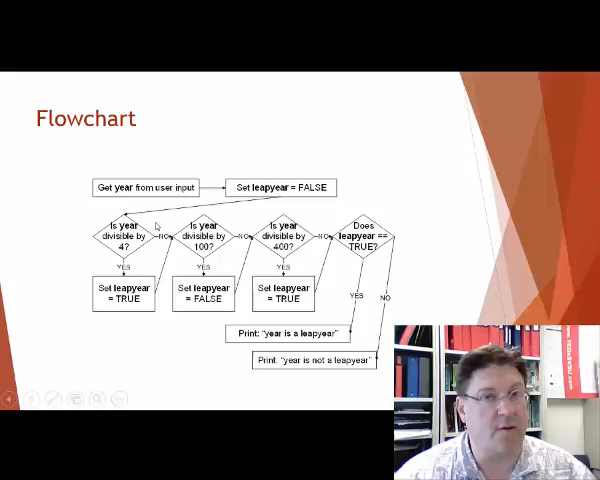 Flowchart
Get year from user input
Set leapyear = FALSE
Is year
divisible by
4?
NO
Is year
divisible by
100?
NO
Is year
divisible by
400?
NO
Does
leapyear ==
TRUE?
YES
YES
YES
Set leapyear
= TRUE
Set leapyear
= FALSE
Set leapyear
= TRUE
YES
NO
Print: "year is a leapyear"
Print: "year is not a leapyear"